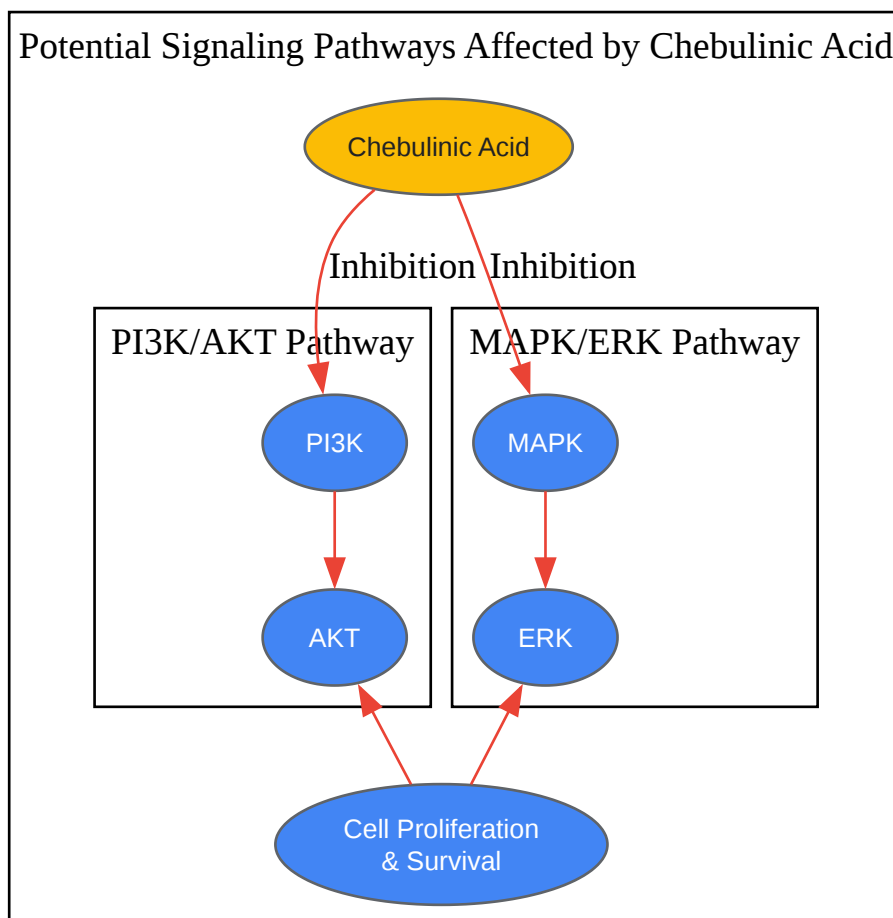 Potential Signaling Pathways Affected by Chebulinic Acid
Chebulinic Acid
Inhibition
Inhibition
PI3K/AKT Pathway
MAPK/ERK Pathway
PI3K
MAPK
AKT
ERK
Cell Proliferation
& Survival